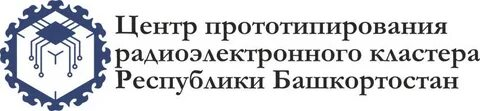 Центр прототипирования
радиоэлектронного кластера
Республики Башкортостан